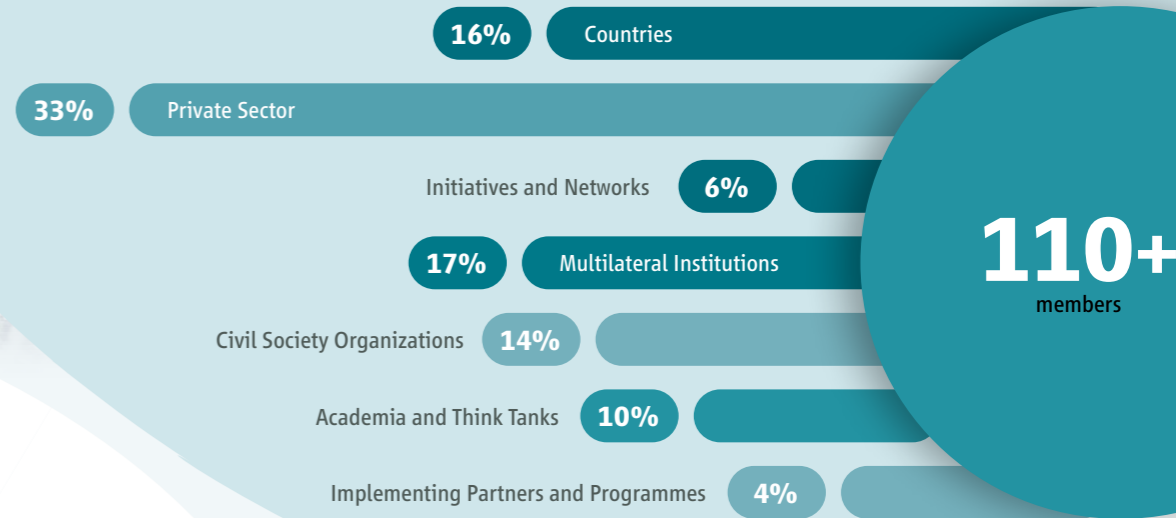 16% Countries
33% Private Sector
Initiatives and Networks 6%
17% Multilateral Institutions
110+
members
Civil Society Organizations 14%
Academia and Think Tanks 10%
Implementing Partners and Programmes 4%